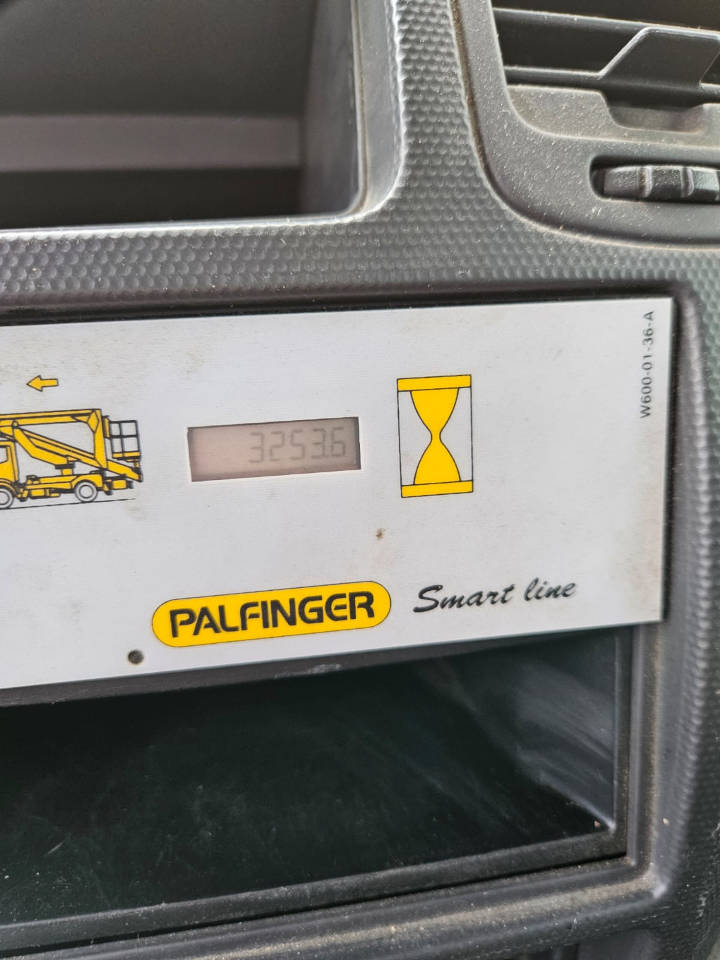 W600-01-36-A
3253.6
PALFINGER
Smart line